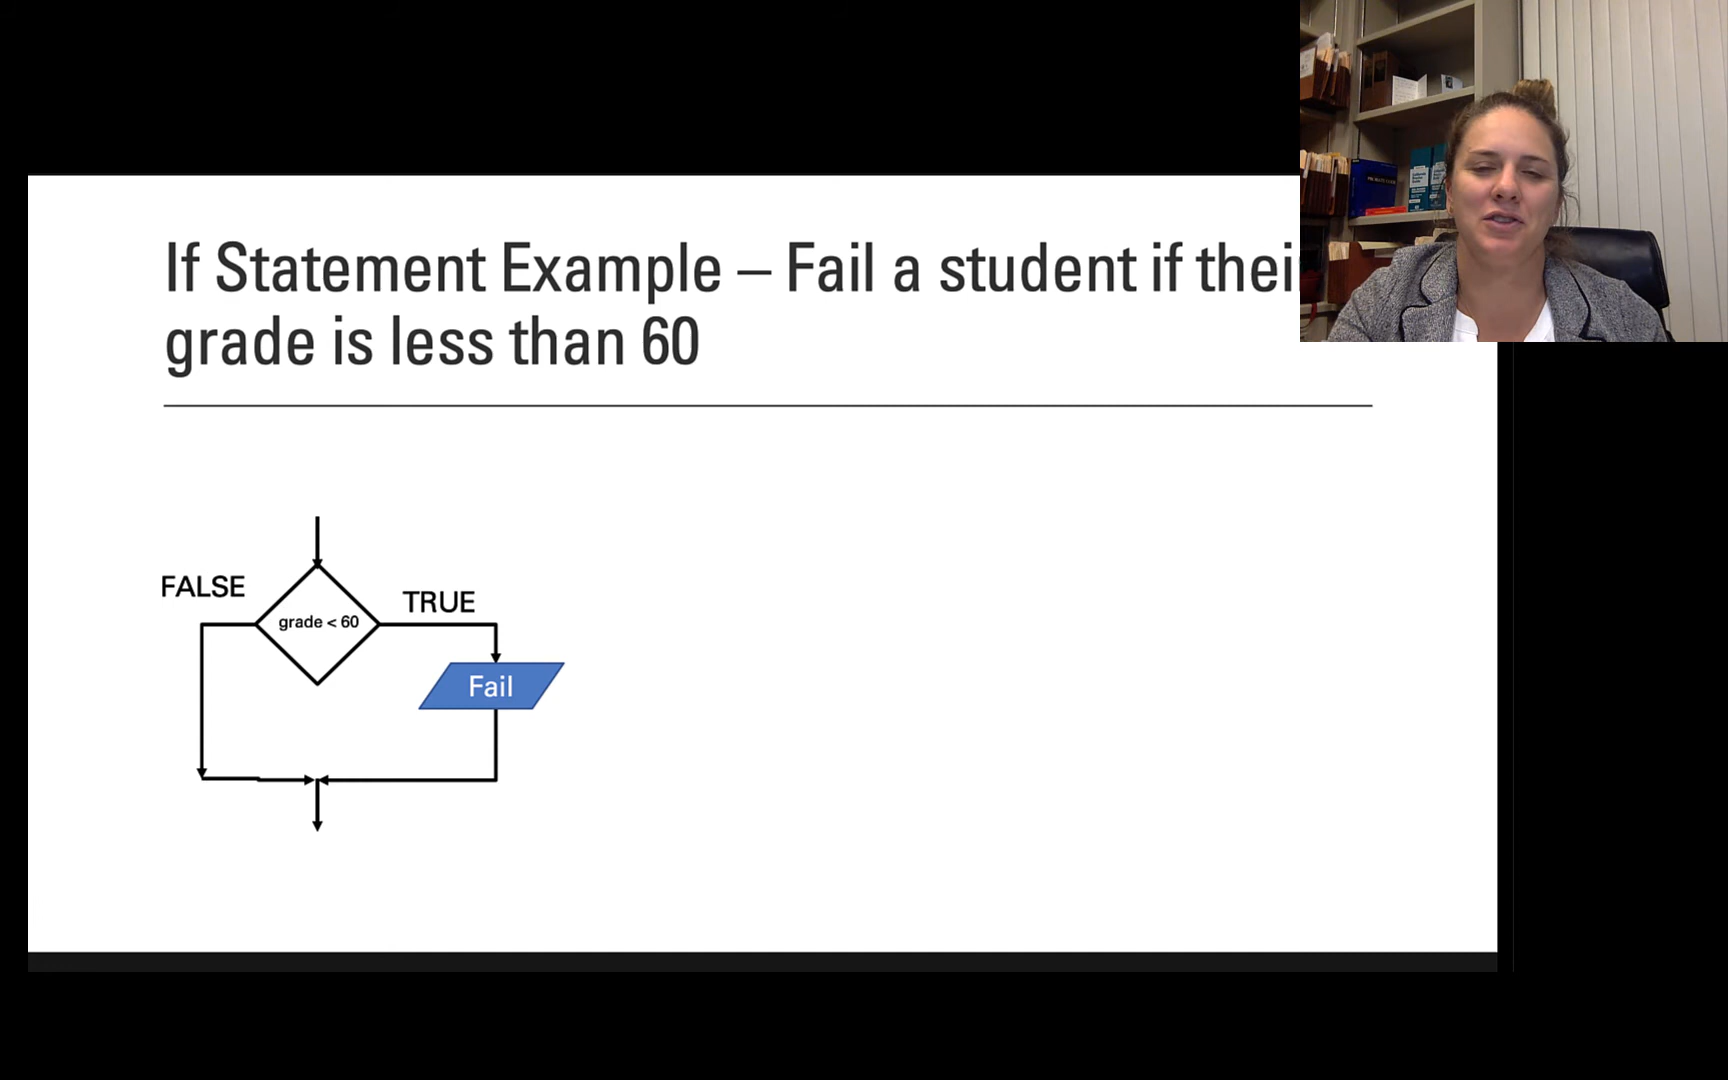 If Statement Example – Fail a student if thei
grade is less than 60
FALSE
TRUE
grade < 60
Fail